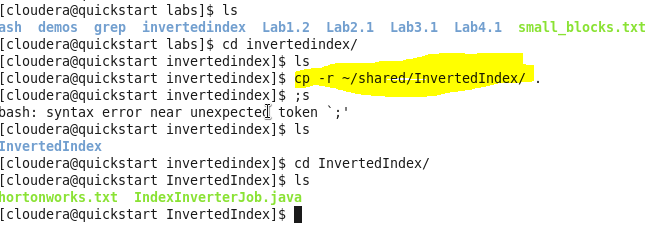 [cloudera@quickstart labs]$ ls
ash demos grep invertedindex Lab1.2 Lab2.1 Lab3.1 Lab4.1 small_blocks.txt
[cloudera@quickstart labs]$ cd invertedindex/
[cloudera@quickstart invertedindex]$ ls
[cloudera@quickstart invertedindex]$ cp -r ~/shared/InvertedIndex/ .
[cloudera@quickstart invertedindex]$ ;s
bash: syntax error near unexpected token `;'
[cloudera@quickstart invertedindex]$ ls
InvertedIndex
[cloudera@quickstart invertedindex]$ cd InvertedIndex/
[cloudera@quickstart InvertedIndex]$ ls
hortonworks.txt IndexInverterJob.java
[cloudera@quickstart InvertedIndex]$